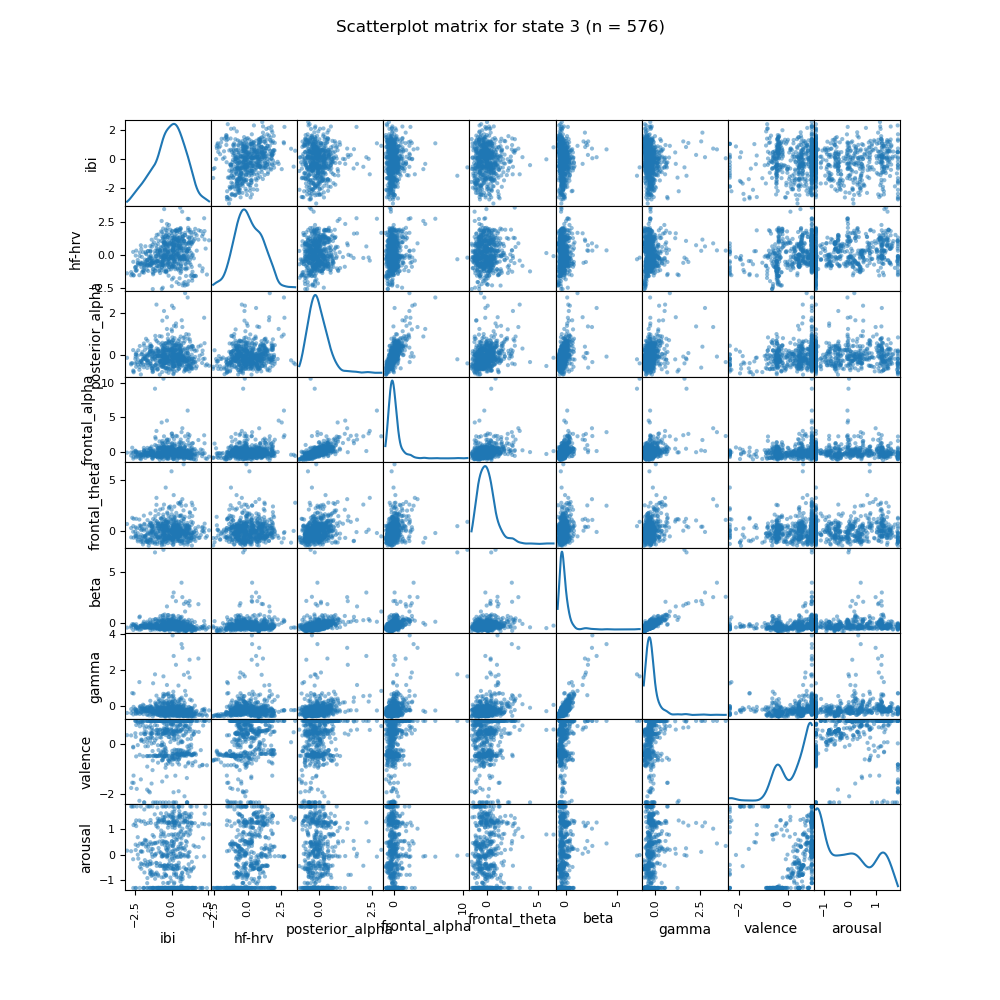 Scatterplot matrix for state 3 (n = 576)
ibi
2
0
-2
hf-hrv
2.5
0.0
-2.5
posterior_alpha
2
0
frontal_alpha
10
5
0
frontal_theta
5
0
beta
5
0
gamma
4
2
0
valence
0
−2
arousal
1
0
−1
−2.5 0.0 2.5 −2.5 0.0 2.5 0.0 2.5 0 10 0 5 0 5 0.0 2.5 −2 0 −1 0 1
ibi hf-hrv posterior_alpha frontal_alpha frontal_theta beta gamma valence arousal